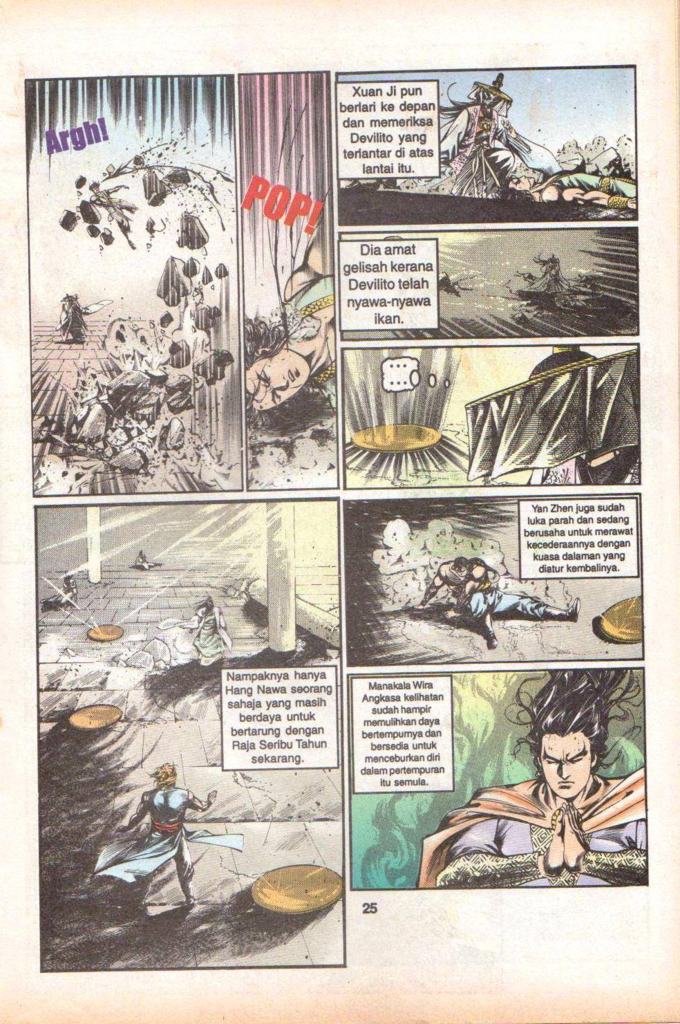 Argh!
POP!
Xuan Ji pun
berlari ke depan
dan memeriksa
Devilito yang
terlantar di atas
lantai itu.
Dia amat
gelisah kerana
Devilito telah
nyawa-nyawa
ikan.
Nampaknya hanya
Hang Nawa seorang
sahaja yang masih
berdaya untuk
bertarung dengan
Raja Seribu Tahun
sekarang.
Yan Zhen juga sudah
luka parah dan sedang
berusaha untuk merawat
kecederaannya dengan
kuasa dalaman yang
diatur kembalinya.
Manakala Wira
Angkasa kelihatan
sudah hampir
memulihkan daya
bertempurnya dan
bersedia untuk
menceburkan diri
dalam pertempuran
itu semula.
25